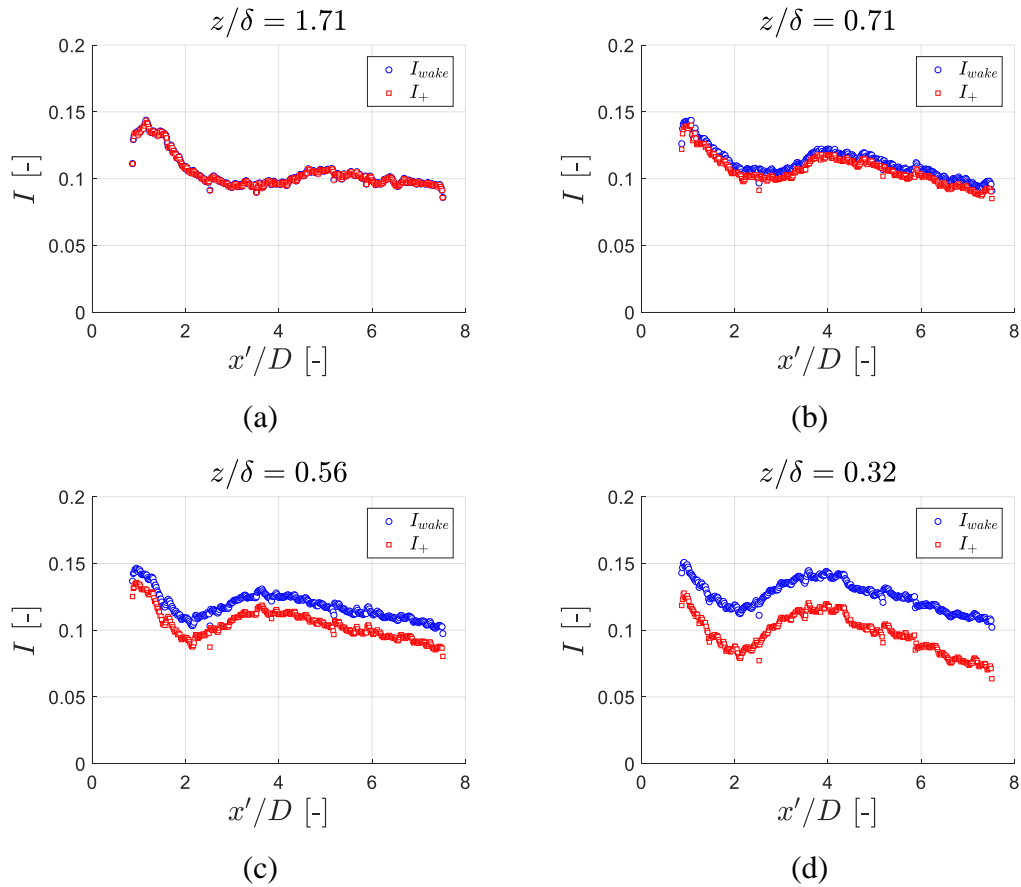 z/δ = 1.71
0.2
0.15
0.1
0.05
0
I [-]
0 2 4 6 8
x′/D [-]
I_wake
I_+
(a)
z/δ = 0.71
0.2
0.15
0.1
0.05
0
I [-]
0 2 4 6 8
x′/D [-]
I_wake
I_+
(b)
z/δ = 0.56
0.2
0.15
0.1
0.05
0
I [-]
0 2 4 6 8
x′/D [-]
I_wake
I_+
(c)
z/δ = 0.32
0.2
0.15
0.1
0.05
0
I [-]
0 2 4 6 8
x′/D [-]
I_wake
I_+
(d)